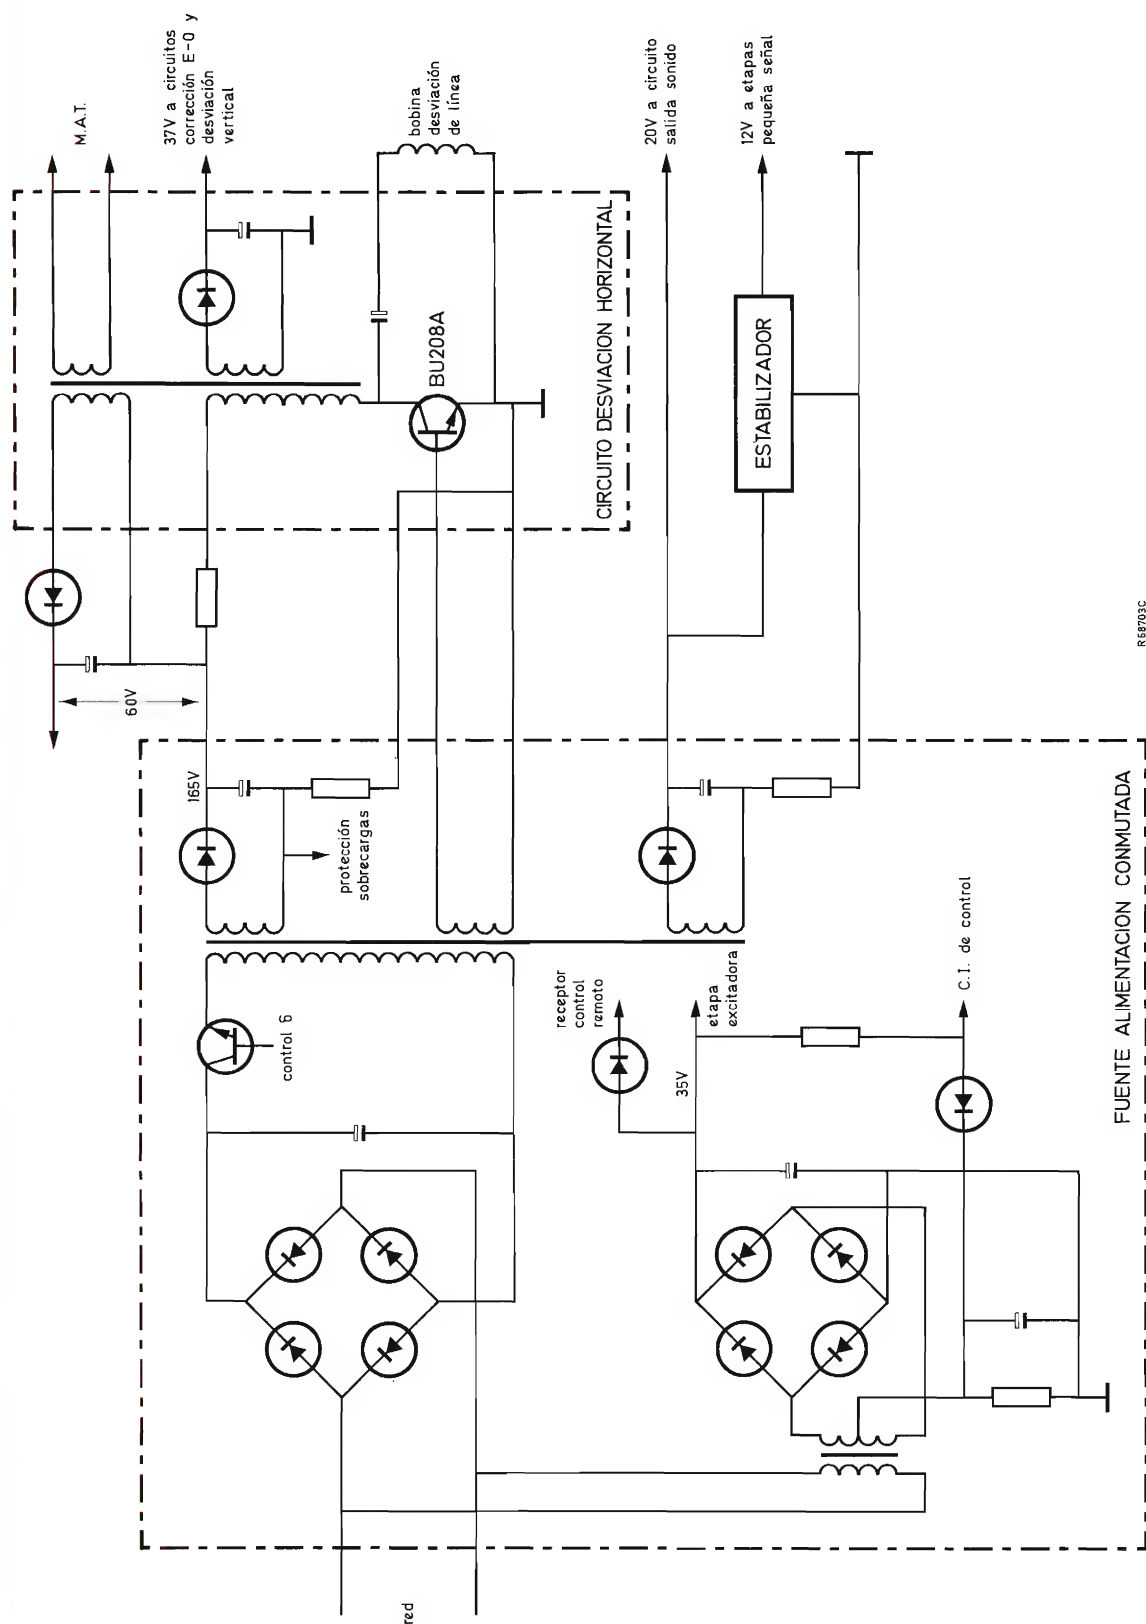 M.A.T.
37V a circuitos
corrección E-O y
desviación
vertical
bobina
desviación
de línea
60V
165V
protección
sobrecargas
BU208A
CIRCUITO DESVIACION HORIZONTAL
20V a circuito
salida sonido
12V a etapas
pequeña señal
ESTABILIZADOR
control 6
receptor
control
remoto
etapa
excitadora
35V
C.I. de control
red
FUENTE ALIMENTACION CONMUTADA
R68703C